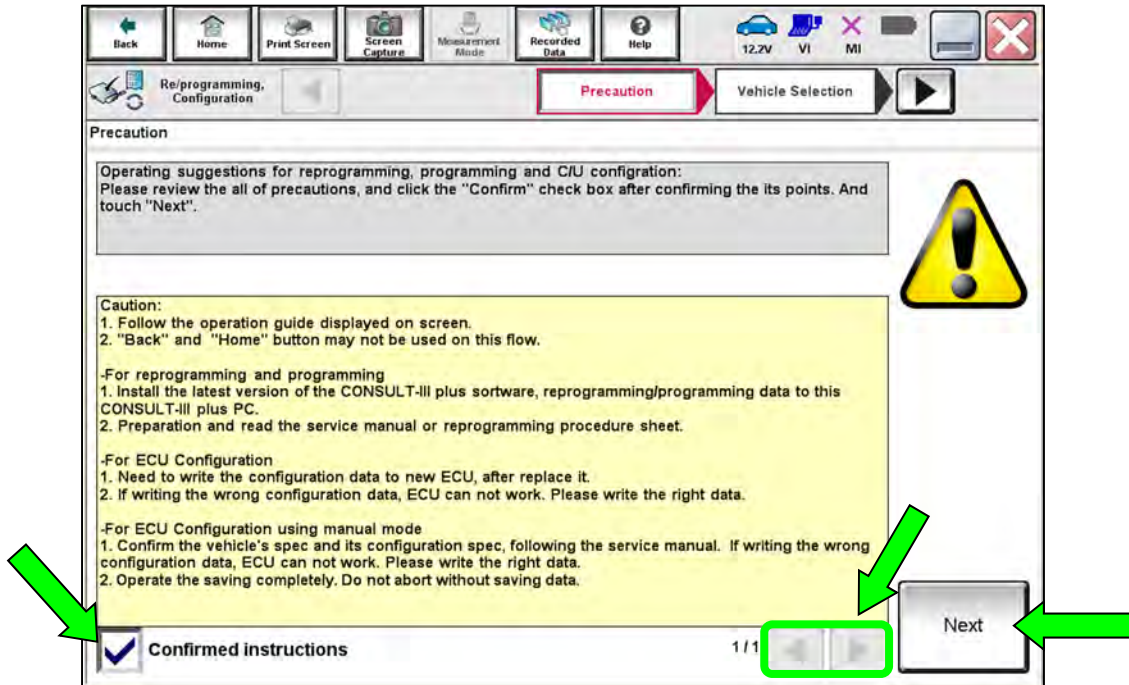 Back
Home
Print Screen
Screen
Capture
Measurement
Mode
Recorded
Data
Help
12.2V
VI
MI
Re/programming,
Configuration
Precaution
Vehicle Selection
Precaution
Operating suggestions for reprogramming, programming and C/U configration:
Please review the all of precautions, and click the "Confirm" check box after confirming the its points. And
touch "Next".
Caution:
1. Follow the operation guide displayed on screen.
2. "Back" and "Home" button may not be used on this flow.
-For reprogramming and programming
1. Install the latest version of the CONSULT-III plus sortware, reprogramming/programming data to this
CONSULT-III plus PC.
2. Preparation and read the service manual or reprogramming procedure sheet.
-For ECU Configuration
1. Need to write the configuration data to new ECU, after replace it.
2. If writing the wrong configuration data, ECU can not work. Please write the right data.
-For ECU Configuration using manual mode
1. Confirm the vehicle's spec and its configuration spec, following the service manual. If writing the wrong
configuration data, ECU can not work. Please write the right data.
2. Operate the saving completely. Do not abort without saving data.
Confirmed instructions
1/1
Next